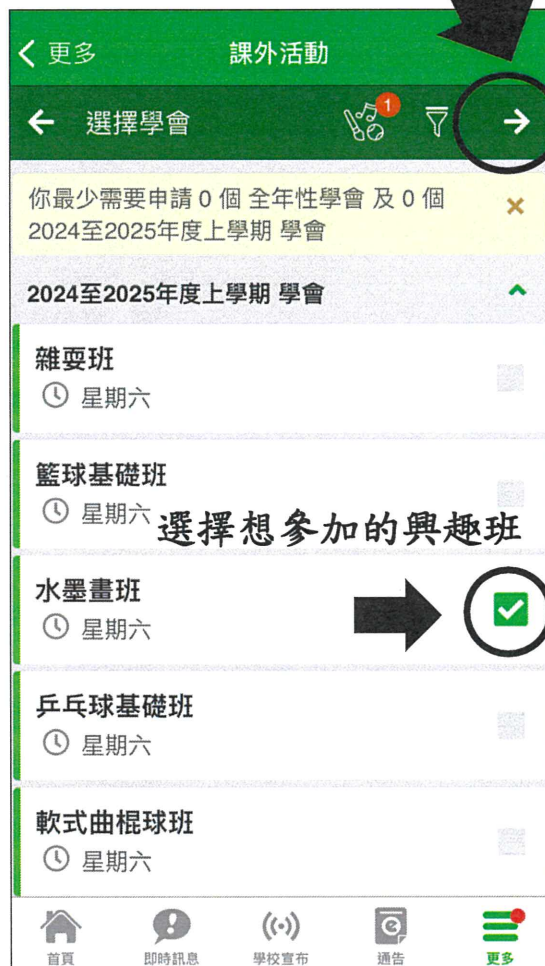 更多
課外活動
選擇學會
1
你最少需要申請 0 個 全年性學會 及 0 個
2024至2025年度上學期 學會
2024至2025年度上學期 學會
雜耍班
星期六
籃球基礎班
星期六
選擇想參加的興趣班
水墨畫班
星期六
乒乓球基礎班
星期六
軟式曲棍球班
星期六
首頁
即時訊息
學校宣布
通告
更多